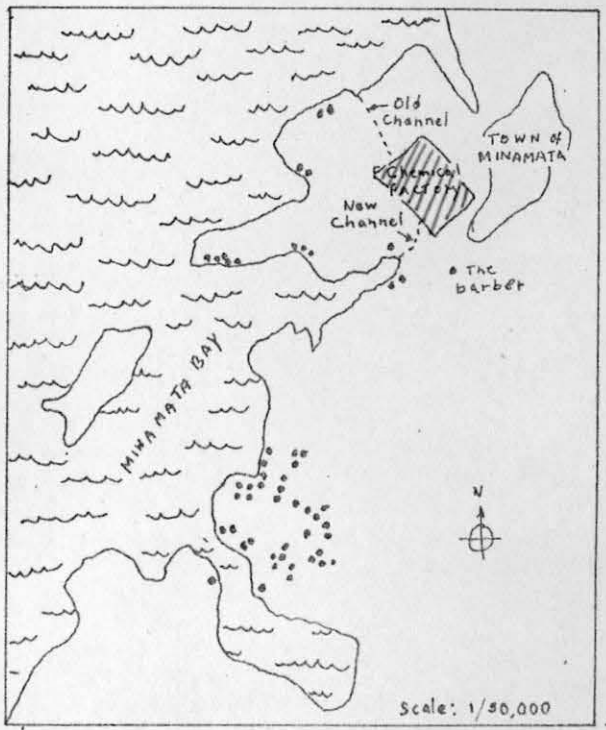 Old
Channel
TOWN of
MINAMATA
Chemical
FACTORY
New
Channel
The
barber
MINAMATA BAY
N
Scale: 1/50,000